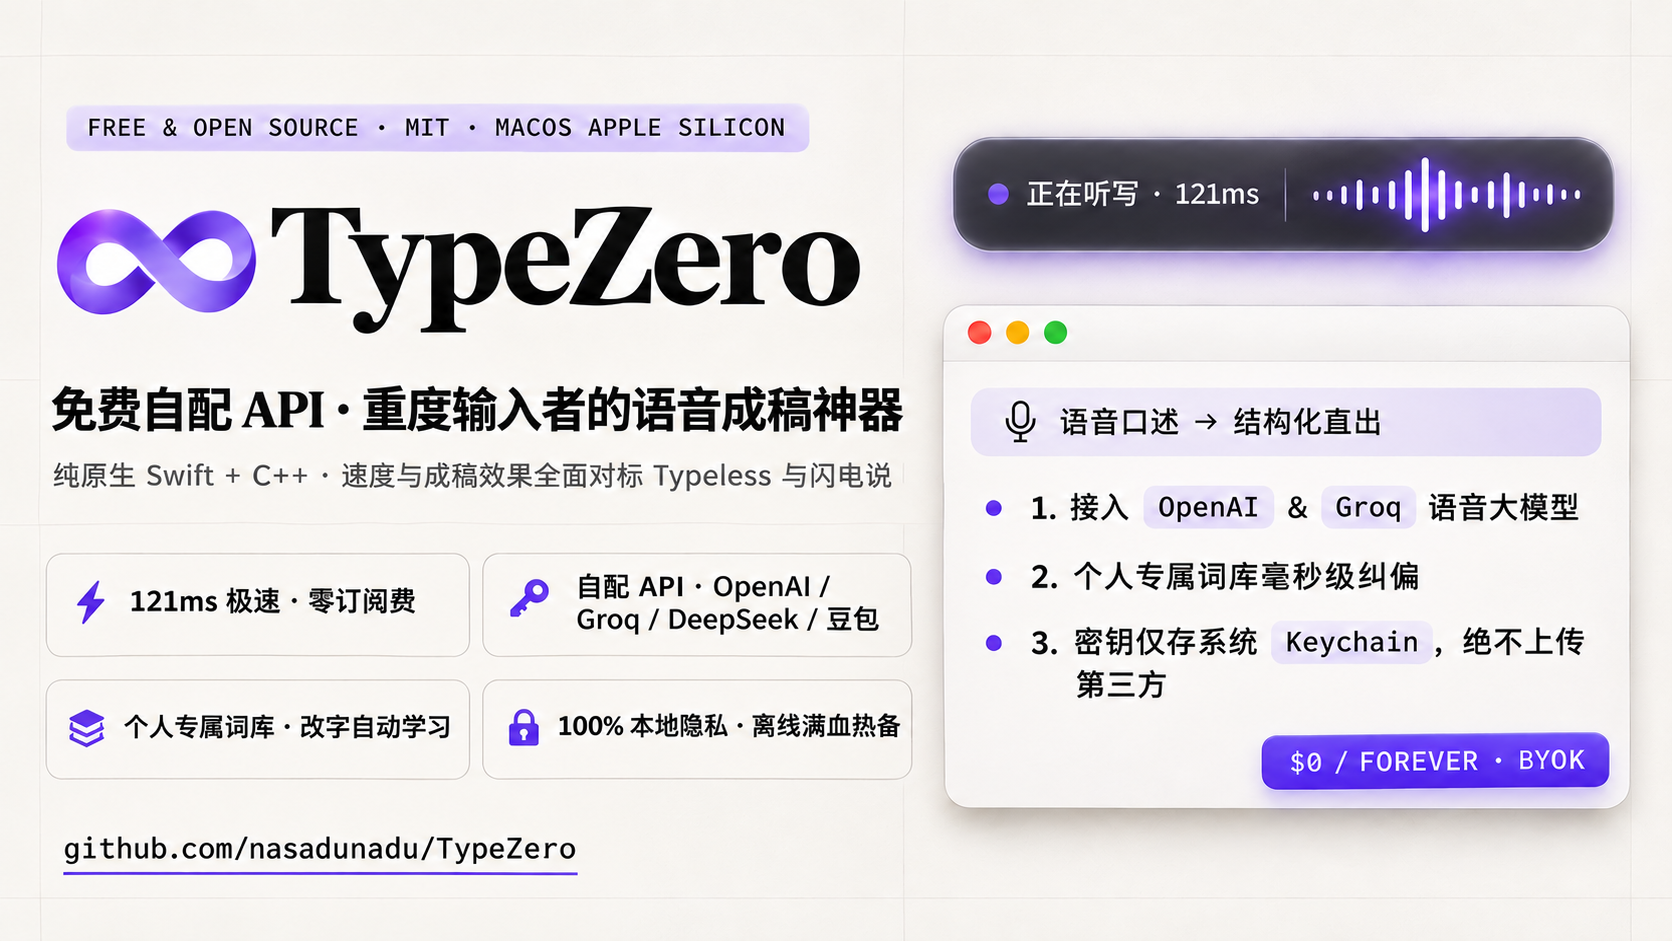 FREE & OPEN SOURCE · MIT · MACOS APPLE SILICON
TypeZero
免费自配 API · 重度输入者的语音成稿神器
纯原生 Swift + C++ · 速度与成稿效果全面对标 Typeless 与闪电说
121ms 极速 · 零订阅费
自配 API · OpenAI /
Groq / DeepSeek / 豆包
个人专属词库 · 改字自动学习
100% 本地隐私 · 离线满血热备
github.com/nasadunadu/TypeZero
正在听写 · 121ms
语音口述 → 结构化直出
1. 接入 OpenAI & Groq 语音大模型
2. 个人专属词库毫秒级纠偏
3. 密钥仅存系统 Keychain，绝不上传
第三方
$0 / FOREVER · BYOK